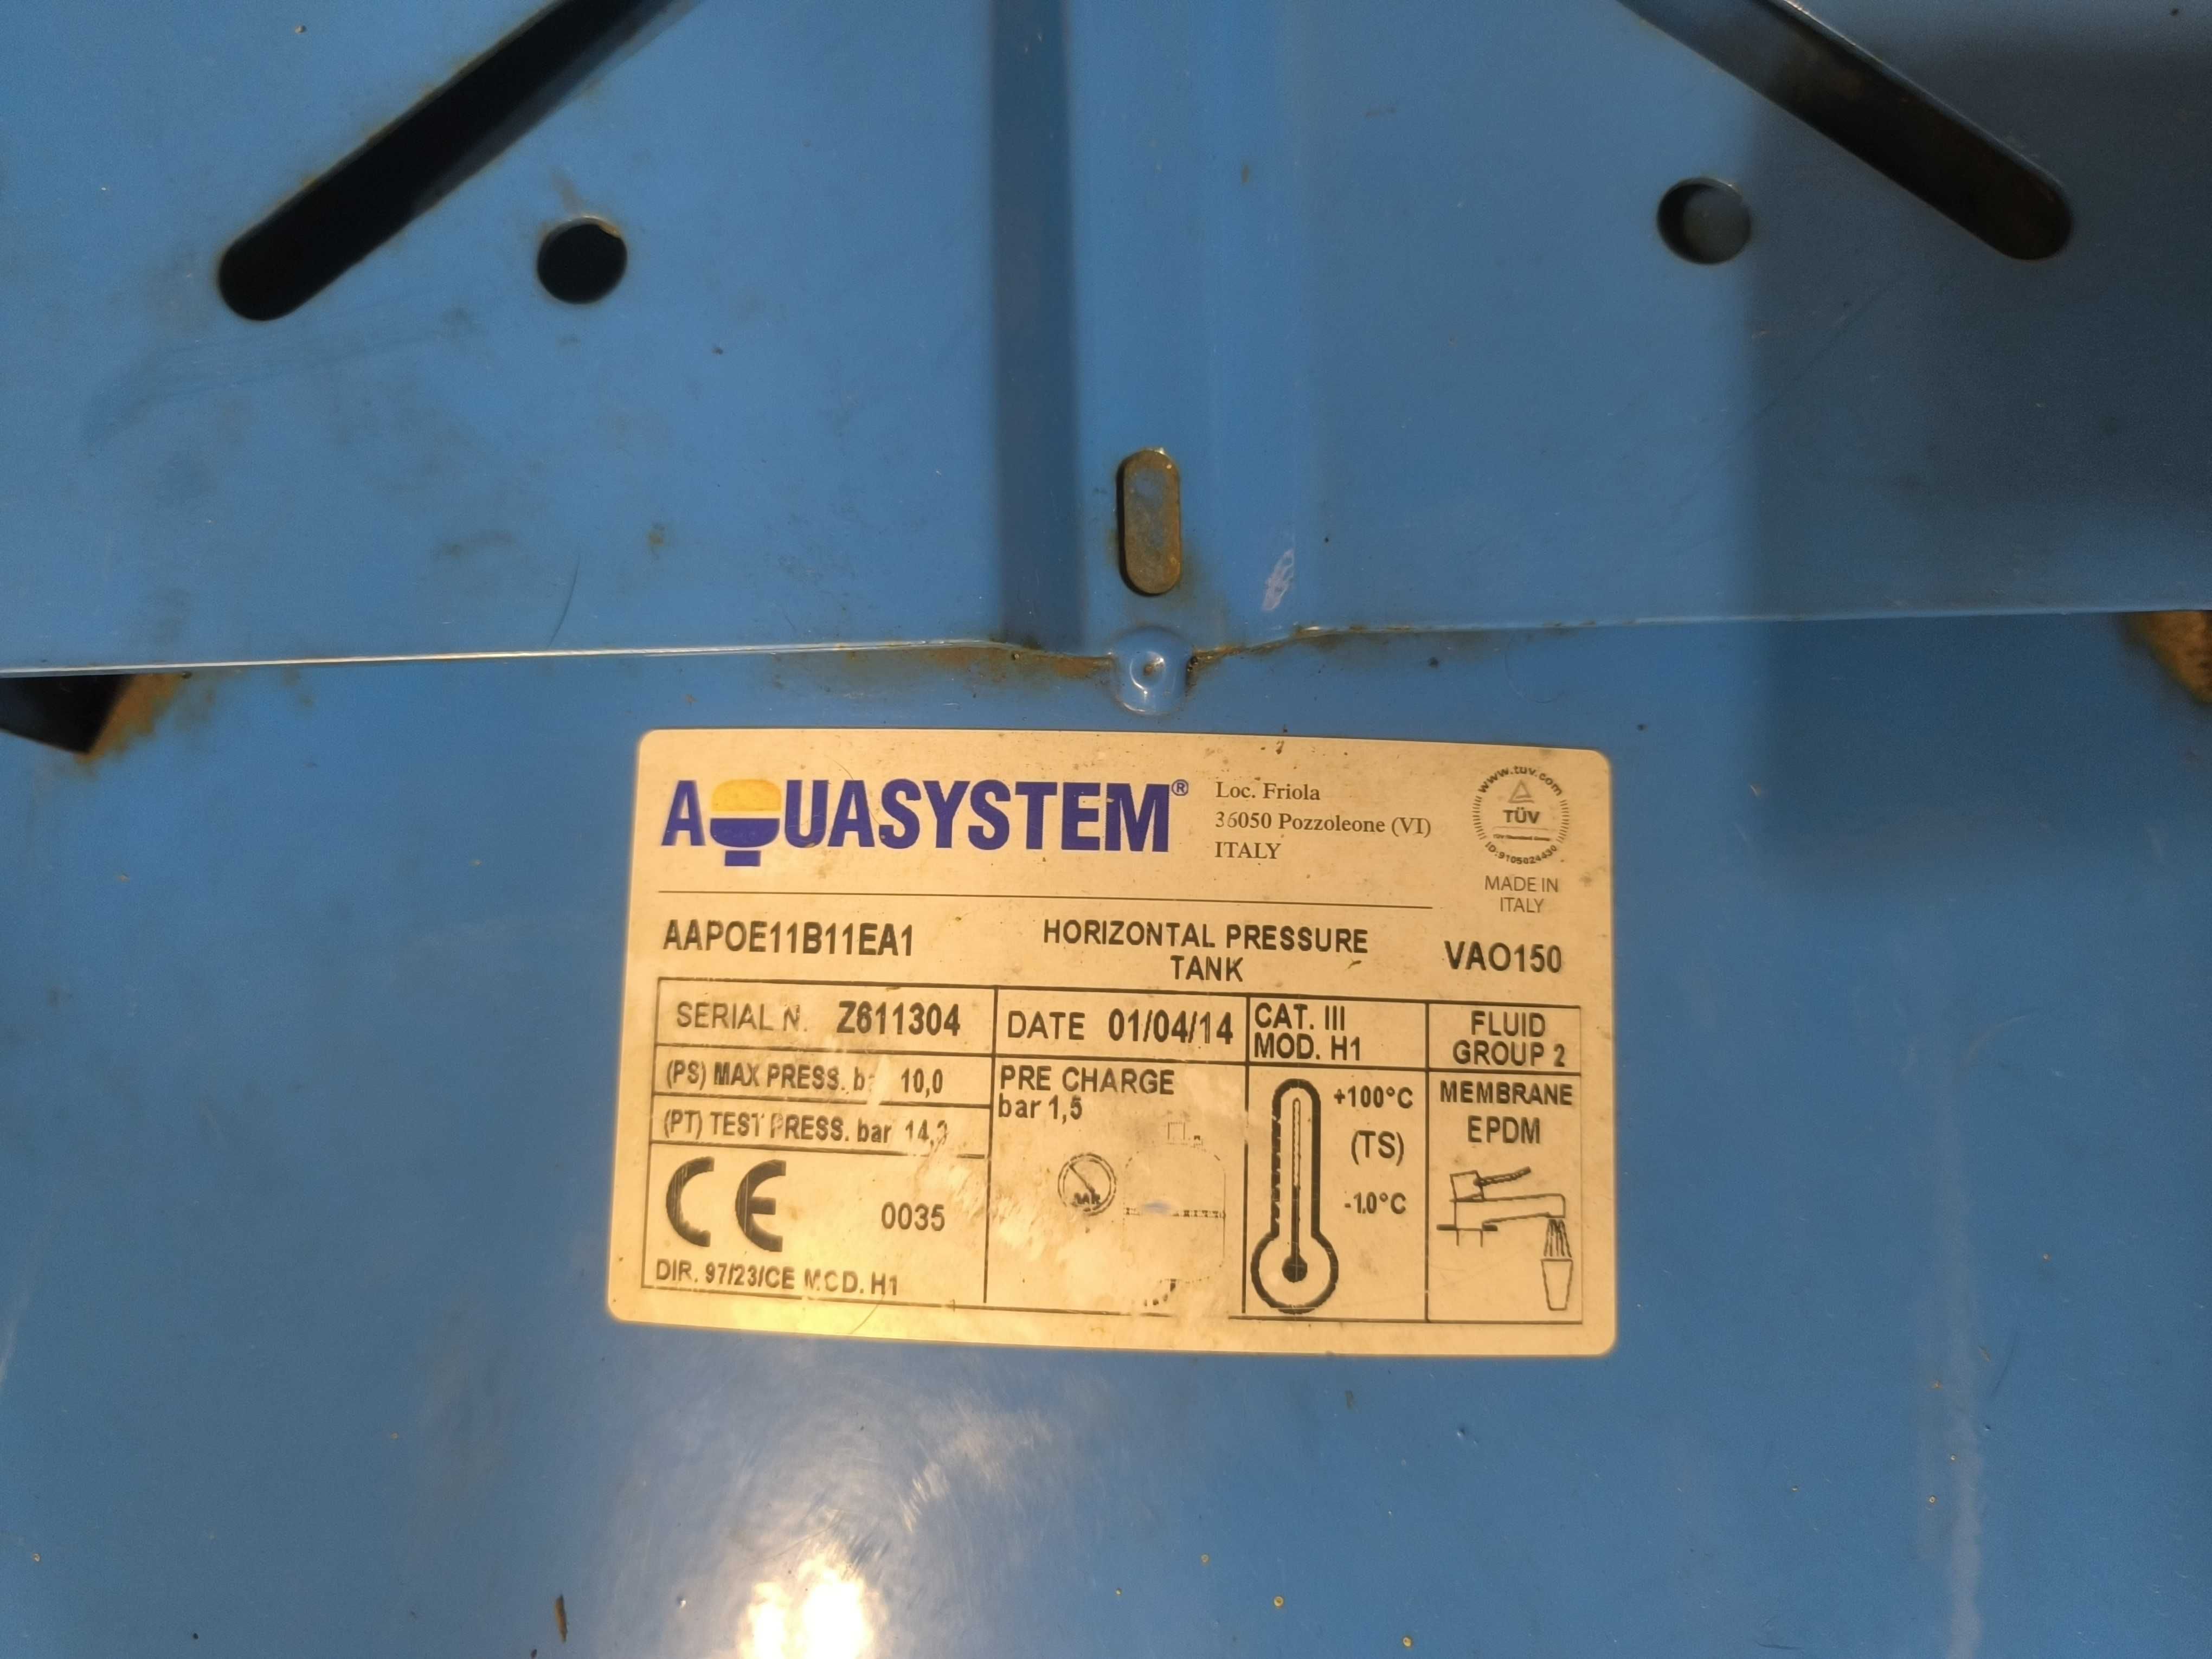 AQUASYSTEM®
Loc. Friola
36050 Pozzoleone (VI)
ITALY
www.tuv.com
TÜV
ID:9105024430
MADE IN
ITALY
AAPOE11B11EA1
HORIZONTAL PRESSURE
TANK
VAO150
SERIAL N. Z611304
DATE 01/04/14
CAT. III
MOD. H1
FLUID
GROUP 2
(PS) MAX PRESS. 10,0
(PT) TEST PRESS. bar
PRE CHARGE
bar 1,5
BAR
+100°C
(TS)
-10°C
MEMBRANE
EPDM
CE 0035
DIR. 97/23/CE MOD. H1